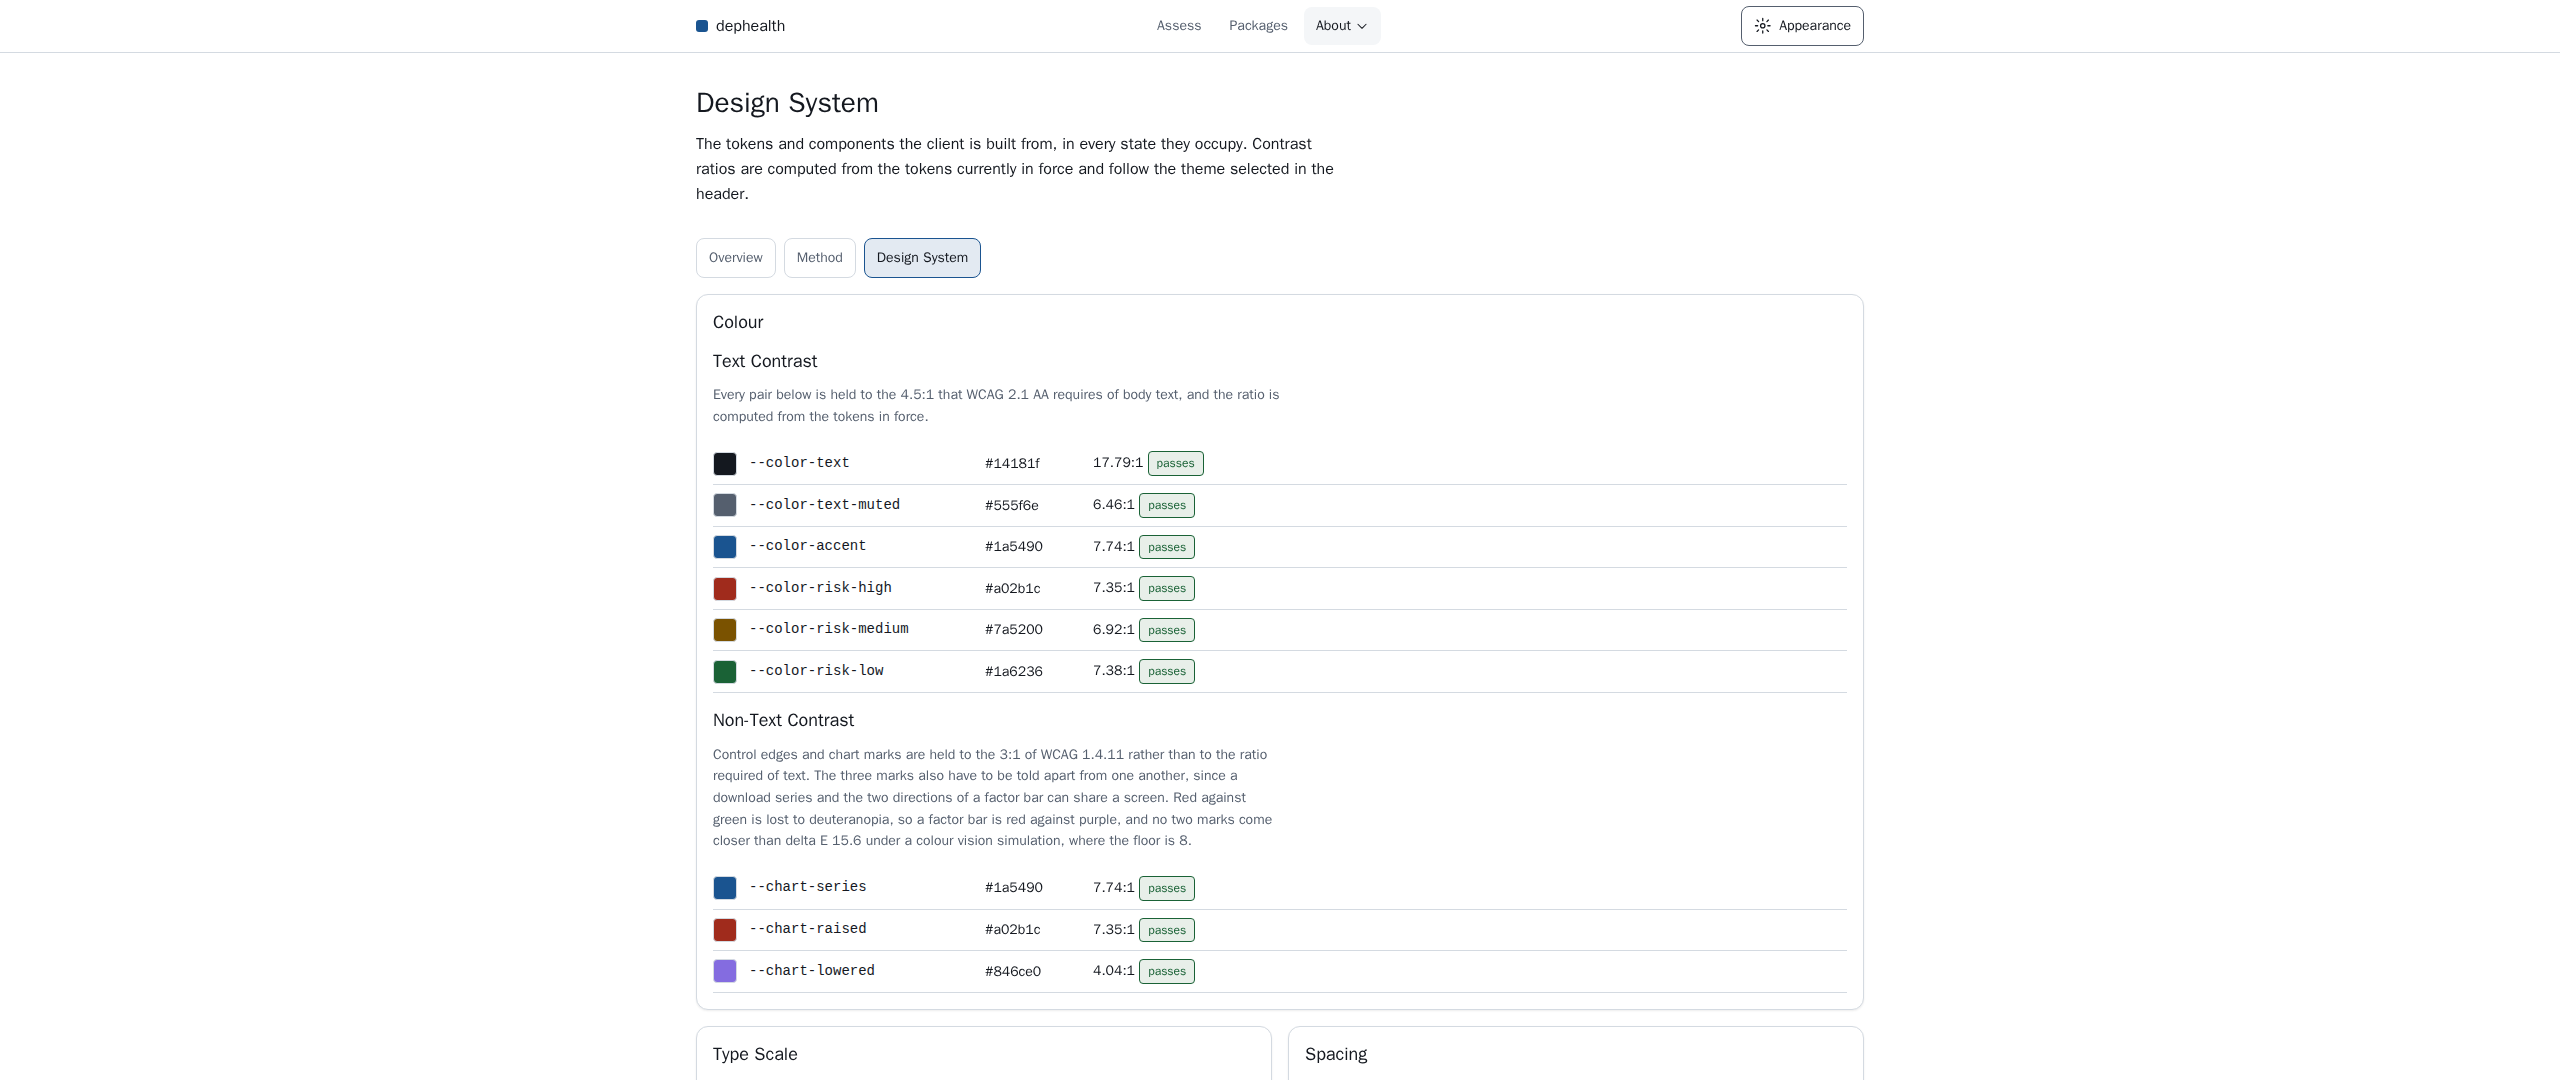 dephealth
Assess
Packages
About
Appearance
Design System
The tokens and components the client is built from, in every state they occupy. Contrast
ratios are computed from the tokens currently in force and follow the theme selected in the
header.
Overview
Method
Design System
Colour
Text Contrast
Every pair below is held to the 4.5:1 that WCAG 2.1 AA requires of body text, and the ratio is
computed from the tokens in force.
--color-text #14181f 17.79:1 passes
--color-text-muted #555f6e 6.46:1 passes
--color-accent #1a5490 7.74:1 passes
--color-risk-high #a02b1c 7.35:1 passes
--color-risk-medium #7a5200 6.92:1 passes
--color-risk-low #1a6236 7.38:1 passes
Non-Text Contrast
Control edges and chart marks are held to the 3:1 of WCAG 1.4.11 rather than to the ratio
required of text. The three marks also have to be told apart from one another, since a
download series and the two directions of a factor bar can share a screen. Red against
green is lost to deuteranopia, so a factor bar is red against purple, and no two marks come
closer than delta E 15.6 under a colour vision simulation, where the floor is 8.
--chart-series #1a5490 7.74:1 passes
--chart-raised #a02b1c 7.35:1 passes
--chart-lowered #846ce0 4.04:1 passes
Type Scale
Spacing